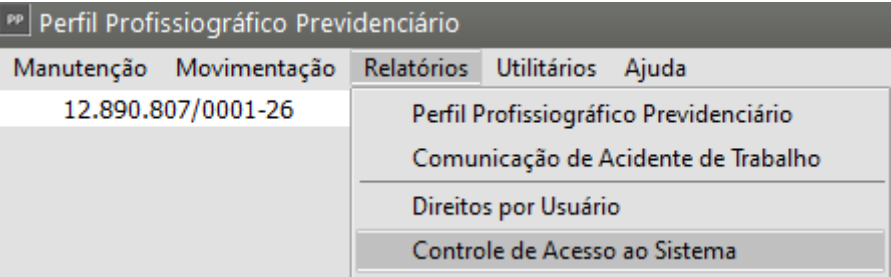 PP Perfil Profissiográfico Previdenciário
Manutenção Movimentação Relatórios Utilitários Ajuda
12.890.807/0001-26
Perfil Profissiográfico Previdenciário
Comunicação de Acidente de Trabalho
Direitos por Usuário
Controle de Acesso ao Sistema